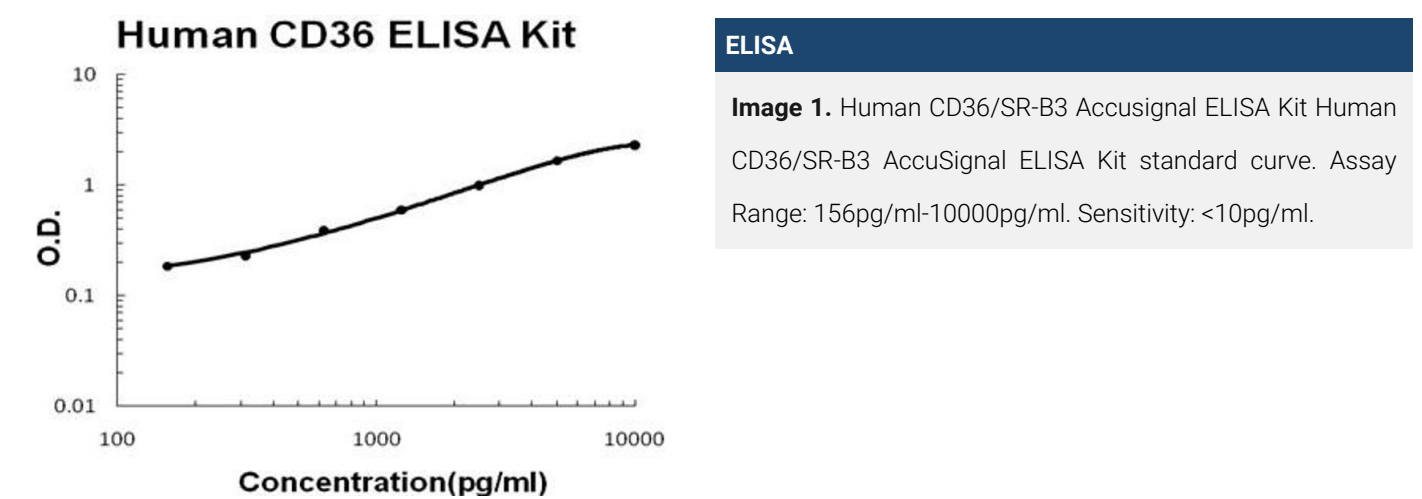 Human CD36 ELISA Kit
10
1
0.1
0.01
O.D.
100 1000 10000
Concentration(pg/ml)
ELISA
Image 1. Human CD36/SR-B3 Accusignal ELISA Kit Human
CD36/SR-B3 AccuSignal ELISA Kit standard curve. Assay
Range: 156pg/ml-10000pg/ml. Sensitivity: <10pg/ml.